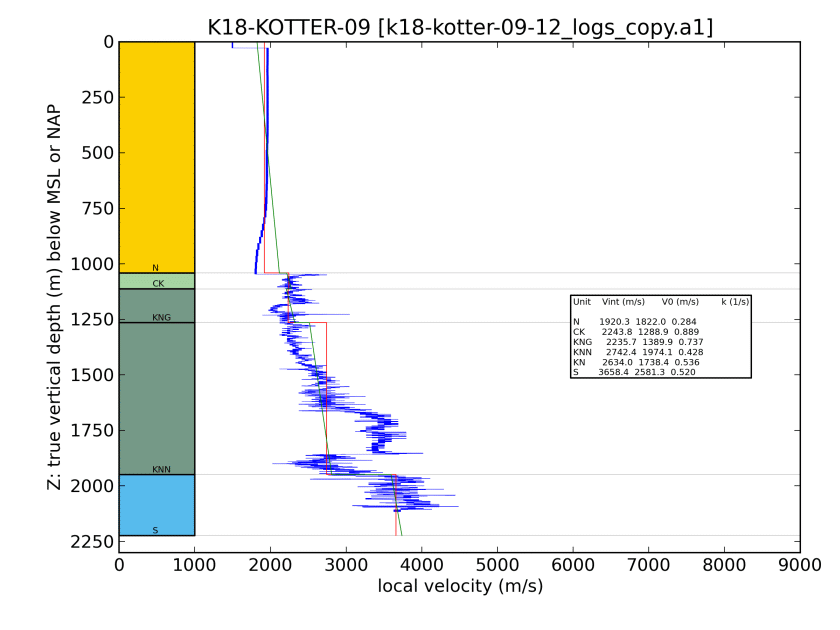 K18-KOTTER-09 [k18-kotter-09-12_logs_copy.a1]
Z: true vertical depth (m) below MSL or NAP
0
250
500
750
1000
1250
1500
1750
2000
2250
N
CK
KNG
KNN
S
Unit Vint (m/s) V0 (m/s) k (1/s)
N 1920.3 1822.0 0.284
CK 2243.8 1288.9 0.889
KNG 2235.7 1389.9 0.737
KNN 2742.4 1974.1 0.428
KN 2634.0 1738.4 0.536
S 3658.4 2581.3 0.520
0 1000 2000 3000 4000 5000 6000 7000 8000 9000
local velocity (m/s)